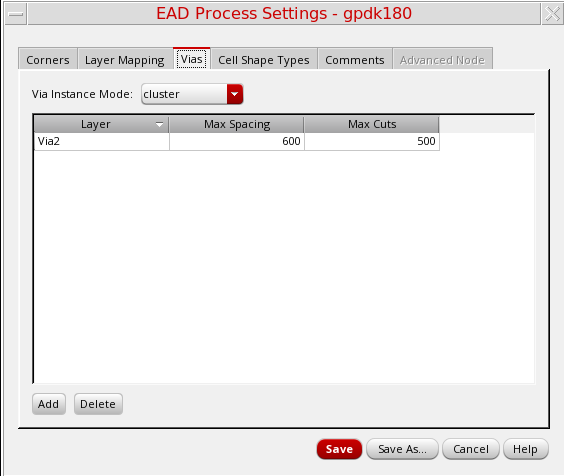 EAD Process Settings - gpdk180
Corners Layer Mapping Vias Cell Shape Types Comments Advanced Node
Via Instance Mode: cluster
Layer Max Spacing Max Cuts
Via2 600 500
Add Delete
Save Save As... Cancel Help